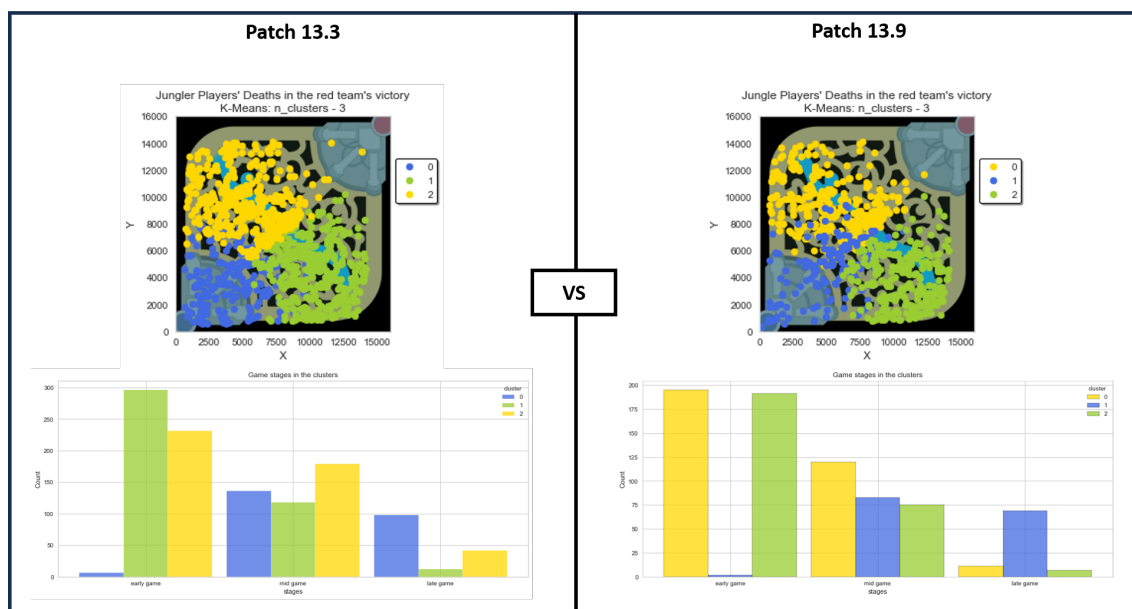 Patch 13.3
Jungler Players' Deaths in the red team's victory
K-Means: n_clusters - 3
16000
14000
12000
10000
8000
6000
4000
2000
0
Y
0 2500 5000 7500 10000 12500 15000
X
0
1
2
Game stages in the clusters
300
250
200
150
100
50
0
Count
early game mid game late game
stages
cluster
0
1
2
VS
Patch 13.9
Jungle Players' Deaths in the red team's victory
K-Means: n_clusters - 3
16000
14000
12000
10000
8000
6000
4000
2000
0
Y
0 2500 5000 7500 10000 12500 15000
X
0
1
2
Game stages in the clusters
200
175
150
125
100
75
50
25
0
Count
early game mid game late game
stages
cluster
0
1
2